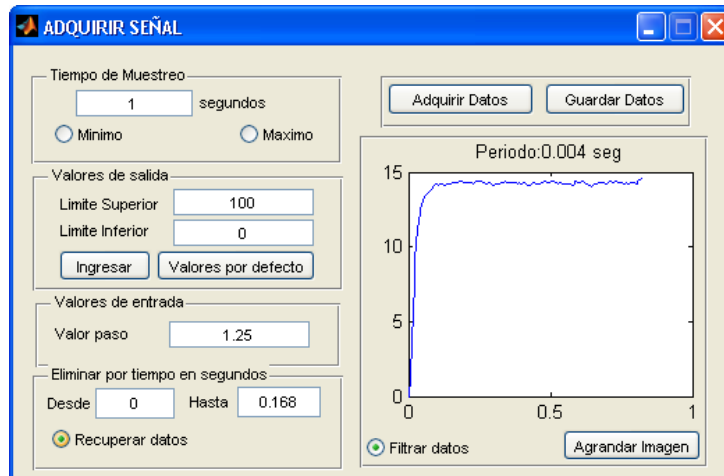 ADQUIRIR SEÑAL
Tiempo de Muestreo
1 segundos
Minimo Maximo
Valores de salida
Limite Superior 100
Limite Inferior 0
Ingresar Valores por defecto
Valores de entrada
Valor paso 1.25
Eliminar por tiempo en segundos
Desde 0 Hasta 0.168
Recuperar datos
Adquirir Datos Guardar Datos
Periodo:0.004 seg
15
10
5
0
0 0.5 1
Filtrar datos Agrandar Imagen